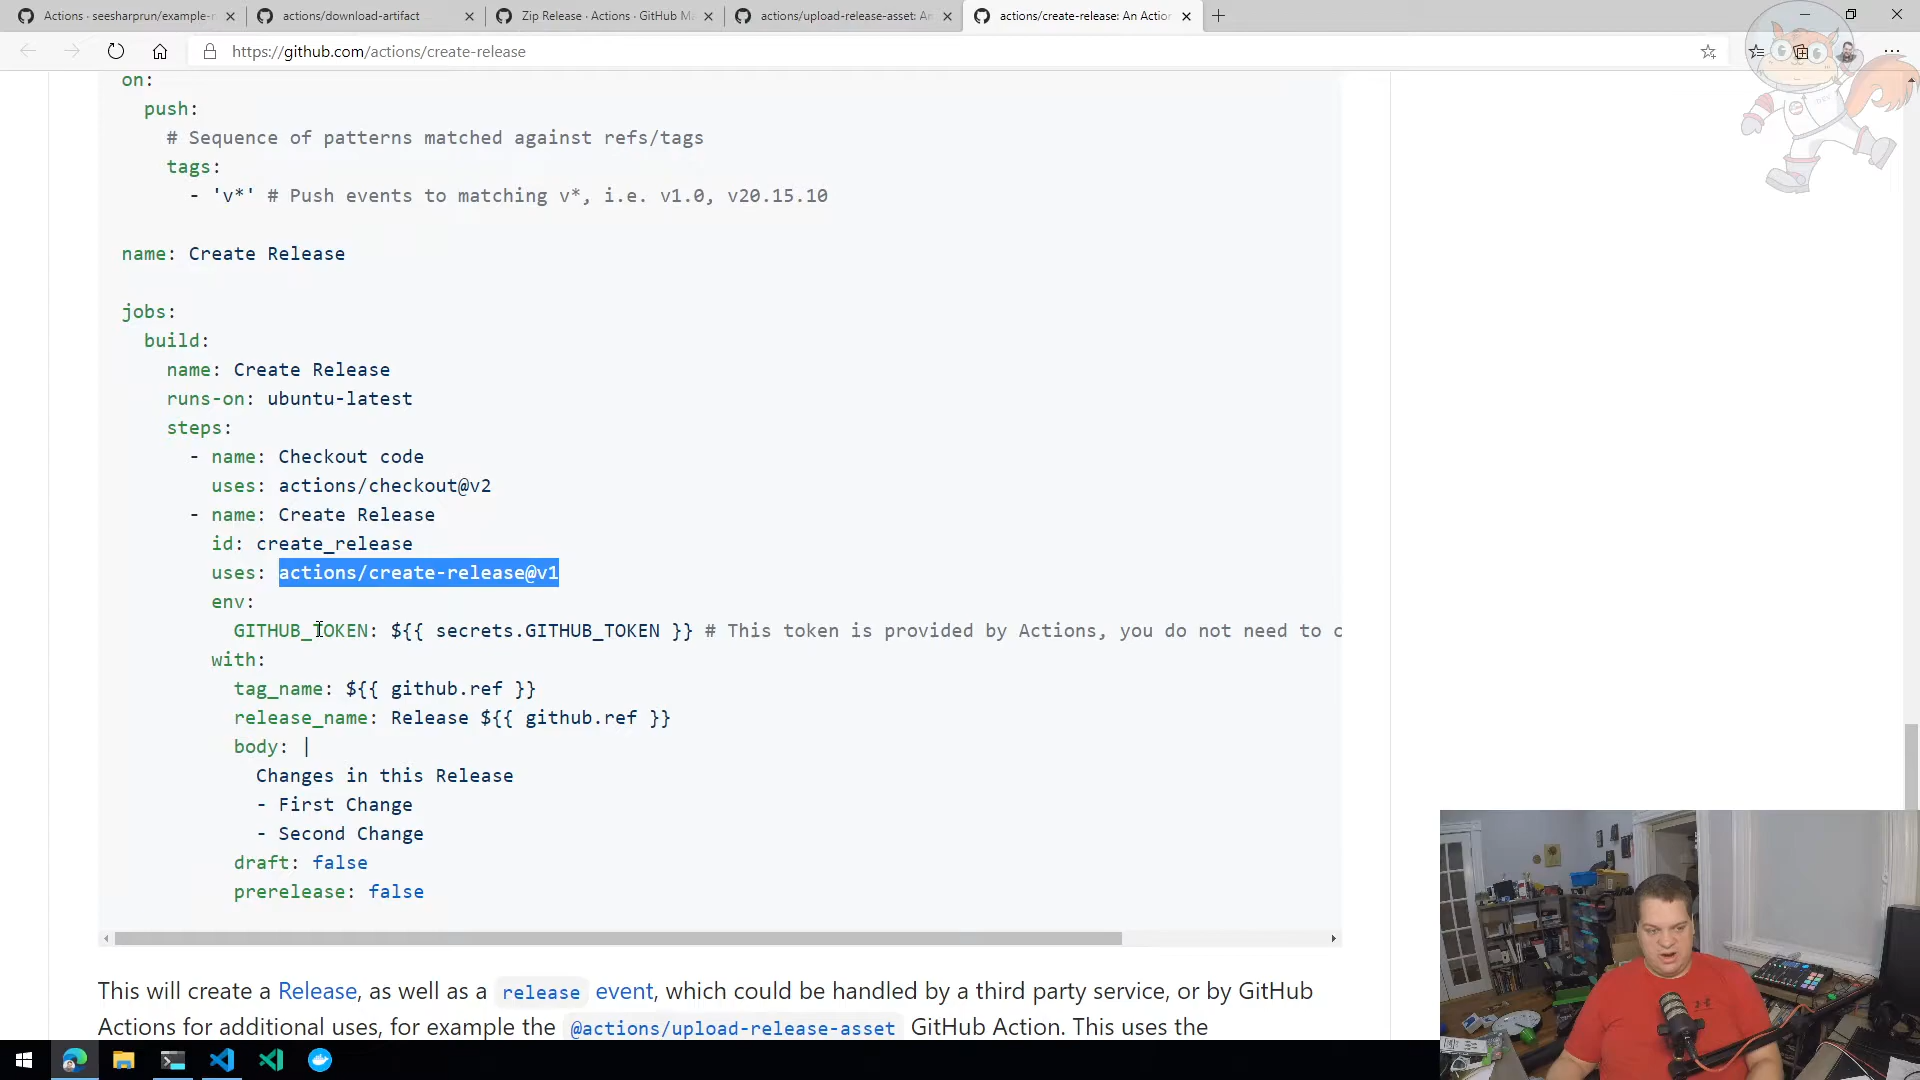 Actions · seesharprun/example-r
actions/download-artifact
Zip Release · Actions · GitHub Ma
actions/upload-release-asset: An
actions/create-release: An Action
https://github.com/actions/create-release
on:
push:
# Sequence of patterns matched against refs/tags
tags:
- 'v*' # Push events to matching v*, i.e. v1.0, v20.15.10
name: Create Release
jobs:
build:
name: Create Release
runs-on: ubuntu-latest
steps:
- name: Checkout code
uses: actions/checkout@v2
- name: Create Release
id: create_release
uses: actions/create-release@v1
env:
GITHUB_TOKEN: ${{ secrets.GITHUB_TOKEN }} # This token is provided by Actions, you do not need to c
with:
tag_name: ${{ github.ref }}
release_name: Release ${{ github.ref }}
body: |
Changes in this Release
- First Change
- Second Change
draft: false
prerelease: false
This will create a Release, as well as a release event, which could be handled by a third party service, or by GitHub
Actions for additional uses, for example the @actions/upload-release-asset GitHub Action. This uses the